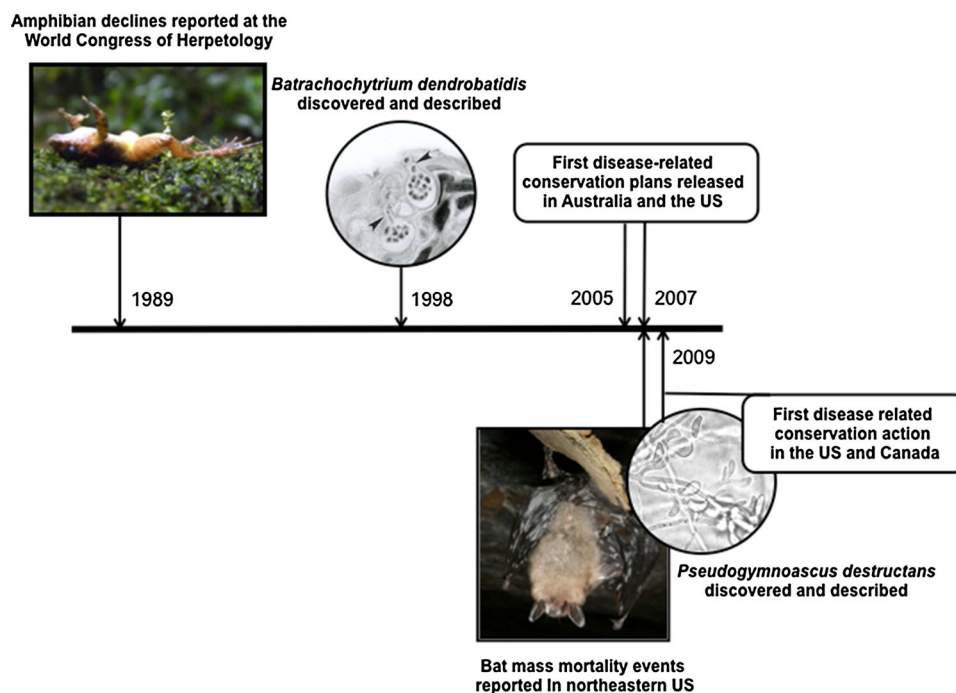 Amphibian declines reported at the
World Congress of Herpetology
Batrachochytrium dendrobatidis
discovered and described
First disease-related
conservation plans released
in Australia and the US
1989
1998
2005
2007
2009
First disease related
conservation action
in the US and Canada
Pseudogymnoascus destructans
discovered and described
Bat mass mortality events
reported In northeastern US